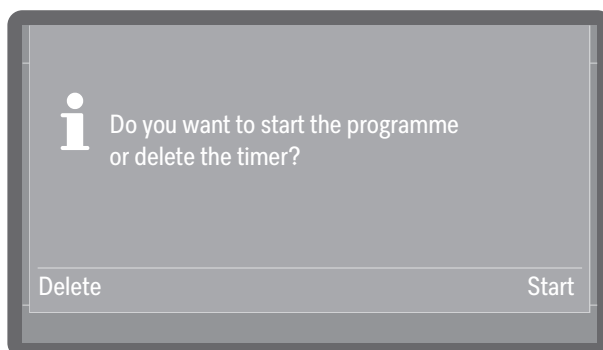 Do you want to start the programme
or delete the timer?
Delete Start